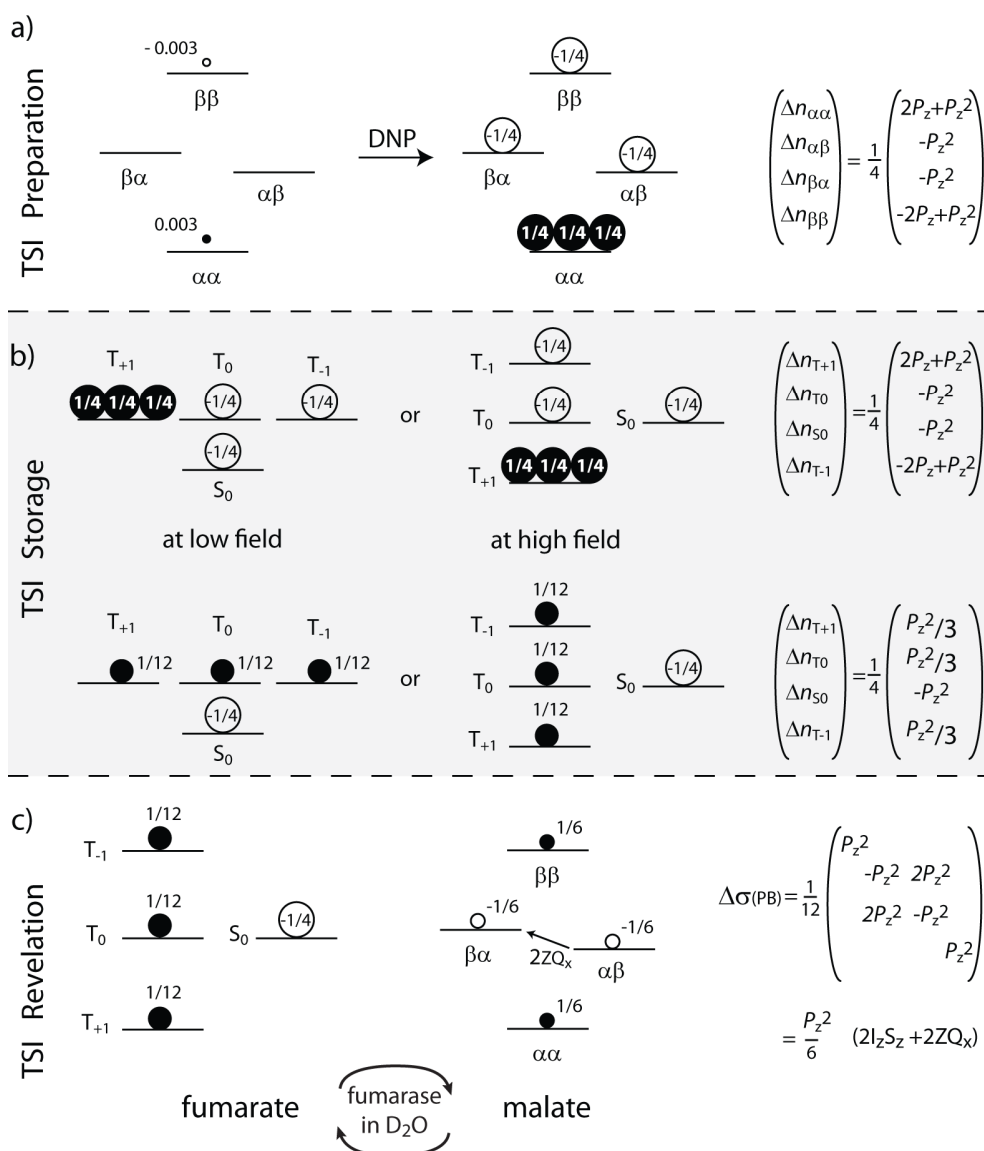 a)
TSI Preparation
- 0.003
ββ
βα
αβ
0.003
αα
DNP
-1/4
ββ
-1/4
βα
-1/4
αβ
1/4 1/4 1/4
αα
Δnαα
Δnαβ
Δnβα
Δnββ
= 1/4
2Pz+Pz²
-Pz²
-Pz²
-2Pz+Pz²
b)
TSI Storage
T+1 T0 T-1
1/4 1/4 1/4 -1/4 -1/4
-1/4
S0
or
T-1 -1/4
T0 -1/4 S0 -1/4
T+1 1/4 1/4 1/4
at low field
at high field
ΔnT+1
ΔnT0
ΔnS0
ΔnT-1
=1/4
2Pz+Pz²
-Pz²
-Pz²
-2Pz+Pz²
T+1 T0 T-1
1/12 1/12 1/12
-1/4
S0
or
1/12
T-1
1/12
T0 S0 -1/4
1/12
T+1
ΔnT+1
ΔnT0
ΔnS0
ΔnT-1
=1/4
Pz²/3
Pz²/3
-Pz²
Pz²/3
c)
TSI Revelation
1/12
T-1
1/12
T0 S0 -1/4
1/12
T+1
1/6
ββ
-1/6
βα
2ZQx
-1/6
αβ
1/6
αα
Δσ(PB)=1/12
Pz²
-Pz² 2Pz²
2Pz² -Pz²
Pz²
= Pz²/6 (2IzSz +2ZQx)
fumarate
fumarase
in D2O
malate